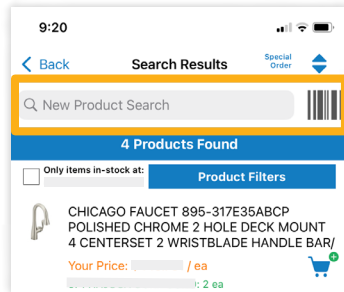 9:20
Back
Search Results
Special
Order
New Product Search
4 Products Found
Only items in-stock at:
Product Filters
CHICAGO FAUCET 895-317E35ABCP
POLISHED CHROME 2 HOLE DECK MOUNT
4 CENTERSET 2 WRISTBLADE HANDLE BAR/
Your Price: / ea
: 2 ea